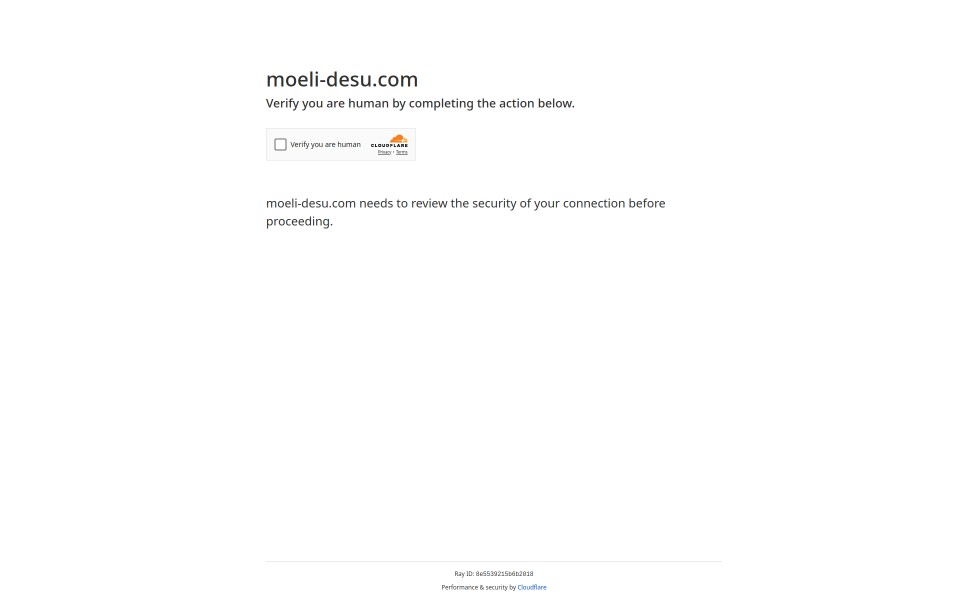 moeli-desu.com
Verify you are human by completing the action below.
Verify you are human
CLOUDFLARE
Privacy • Terms
moeli-desu.com needs to review the security of your connection before
proceeding.
Ray ID: 8e5539215b6b2818
Performance & security by Cloudflare